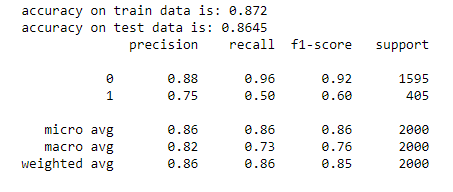 accuracy on train data is: 0.872
accuracy on test data is: 0.8645
precision recall f1-score support
0 0.88 0.96 0.92 1595
1 0.75 0.50 0.60 405
micro avg 0.86 0.86 0.86 2000
macro avg 0.82 0.73 0.76 2000
weighted avg 0.86 0.86 0.85 2000